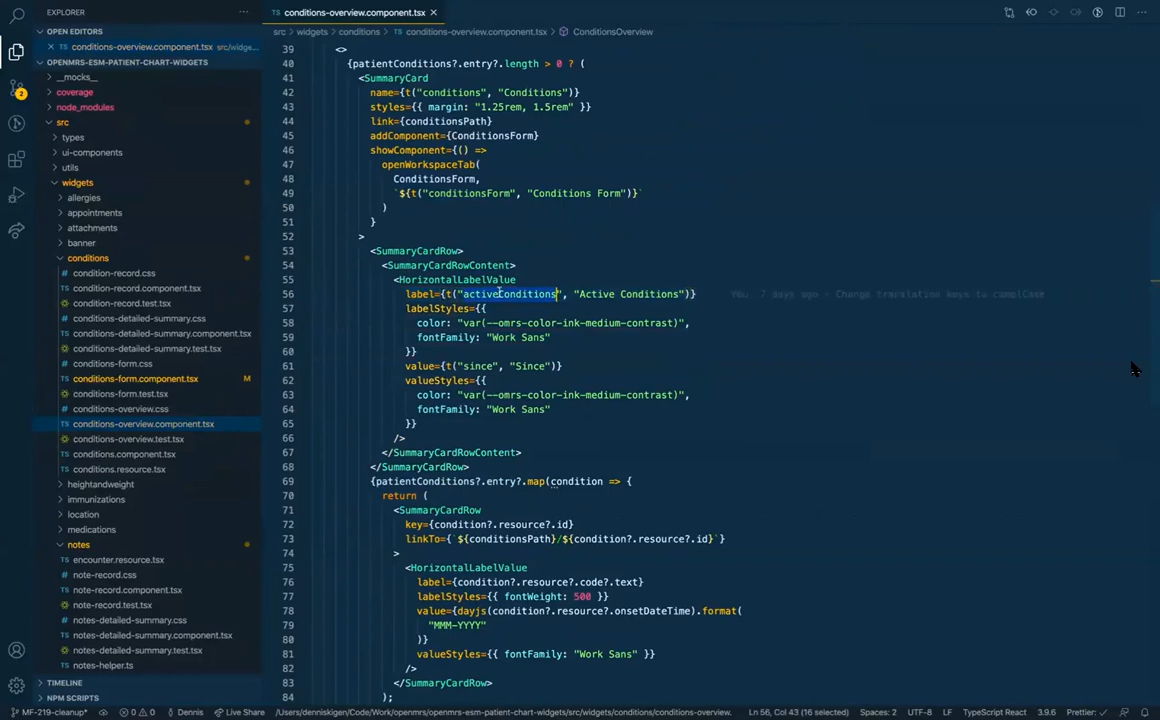 EXPLORER
···
OPEN EDITORS
conditions-overview.component.tsx src/widge...
OPENMRS-ESM-PATIENT-CHART-WIDGETS
__mocks__
coverage
node_modules
src
types
ui-components
utils
widgets
allergies
appointments
attachments
banner
conditions
condition-record.css
condition-record.component.tsx
condition-record.test.tsx
conditions-detailed-summary.css
conditions-detailed-summary.component.tsx
conditions-detailed-summary.test.tsx
conditions-form.css
conditions-form.component.tsx M
conditions-form.test.tsx
conditions-overview.css
conditions-overview.component.tsx
conditions-overview.test.tsx
conditions.component.tsx
conditions.resource.tsx
heightandweight
immunizations
location
medications
notes
encounter.resource.tsx
note-record.css
note-record.component.tsx
note-record.test.tsx
notes-detailed-summary.css
notes-detailed-summary.component.tsx
notes-detailed-summary.test.tsx
notes-helper.ts
TIMELINE
NPM SCRIPTS
2
conditions-overview.component.tsx
src > widgets > conditions > conditions-overview.component.tsx > ConditionsOverview
39 <>
40 {patientConditions?.entry?.length > 0 ? (
41 <SummaryCard
42 name={t("conditions", "Conditions")}
43 styles={{ margin: "1.25rem, 1.5rem" }}
44 link={conditionsPath}
45 addComponent={ConditionsForm}
46 showComponent={() =>
47 openWorkspaceTab(
48 ConditionsForm,
49 `${t("conditionsForm", "Conditions Form")}`
50 )
51 }
52 >
53 <SummaryCardRow>
54 <SummaryCardRowContent>
55 <HorizontalLabelValue
56 label={t("activeConditions", "Active Conditions")} You, 7 days ago • Change translation keys to camelCase
57 labelStyles={{
58 color: "var(--omrs-color-ink-medium-contrast)",
59 fontFamily: "Work Sans"
60 }}
61 value={t("since", "Since")}
62 valueStyles={{
63 color: "var(--omrs-color-ink-medium-contrast)",
64 fontFamily: "Work Sans"
65 }}
66 />
67 </SummaryCardRowContent>
68 </SummaryCardRow>
69 {patientConditions?.entry?.map(condition => {
70 return (
71 <SummaryCardRow
72 key={condition?.resource?.id}
73 linkTo={`${conditionsPath}/${condition?.resource?.id}`}
74 >
75 <HorizontalLabelValue
76 label={condition?.resource?.code?.text}
77 labelStyles={{ fontWeight: 500 }}
78 value={dayjs(condition?.resource?.onsetDateTime).format(
79 "MMM-YYYY"
80 )}
81 valueStyles={{ fontFamily: "Work Sans" }}
82 />
83 </SummaryCardRow>
84 );
MF-219-cleanup* 0 0 Dennis Live Share /Users/denniskigen/Code/Work/openmrs/openmrs-esm-patient-chart-widgets/src/widgets/conditions/conditions-overview. Ln 56, Col 43 (16 selected) Spaces: 2 UTF-8 LF TypeScript React 3.9.6 Prettier: ✓